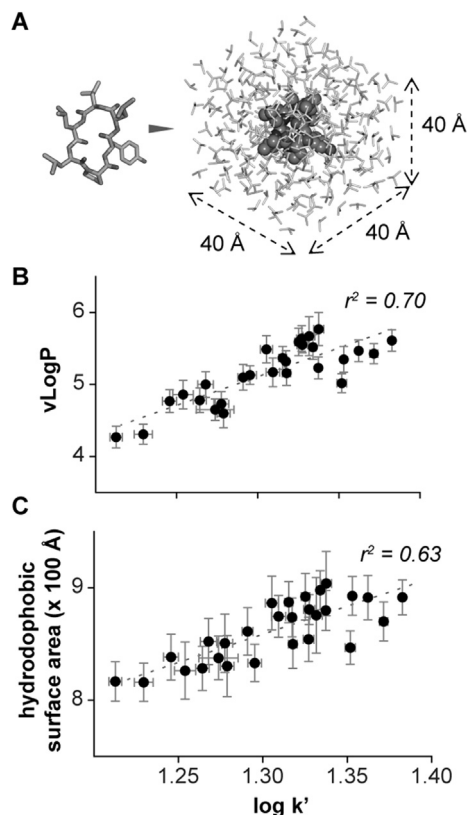 A
40 Å
40 Å
40 Å
B
r² = 0.70
6
5
4
vLogP
C
r² = 0.63
9
8
hydrodophobic
surface area (x 100 Å)
1.25
1.30
1.35
1.40
log k'